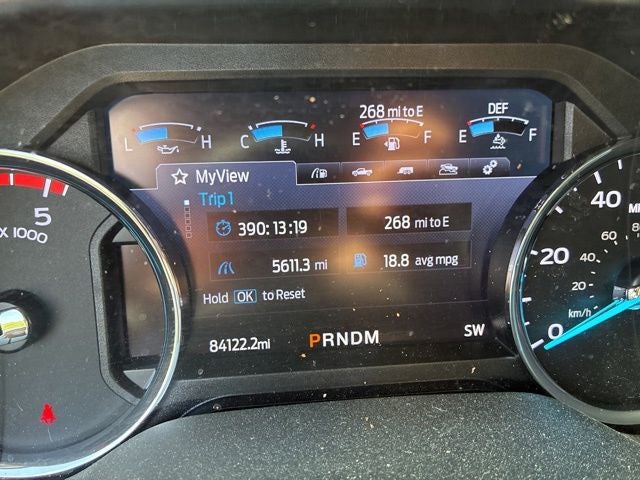 268 mi to E
DEF
L H C H E F E F
MyView
Trip 1
390:13:19
268 mi to E
5611.3 mi
18.8 avg mpg
Hold OK to Reset
84122.2mi
PRNDM
SW
5
X 1000
40
60
20
40
20
km/h
0